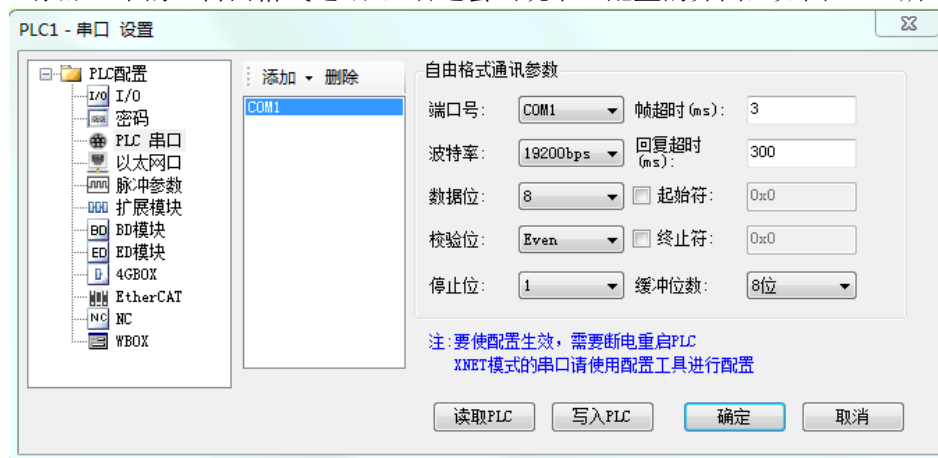 PLC1 - 串口 设置
PLC配置
I/O I/O
密码
PLC 串口
以太网口
脉冲参数
扩展模块
BD BD模块
ED ED模块
4GBOX
EtherCAT
NC NC
WBOX
添加 删除
COM1
自由格式通讯参数
端口号: COM1 帧超时(ms): 3
波特率: 19200bps 回复超时(ms): 300
数据位: 8 起始符: 0x0
校验位: Even 终止符: 0x0
停止位: 1 缓冲位数: 8位
注:要使配置生效，需要断电重启PLC
XNET模式的串口请使用配置工具进行配置
读取PLC 写入PLC 确定 取消